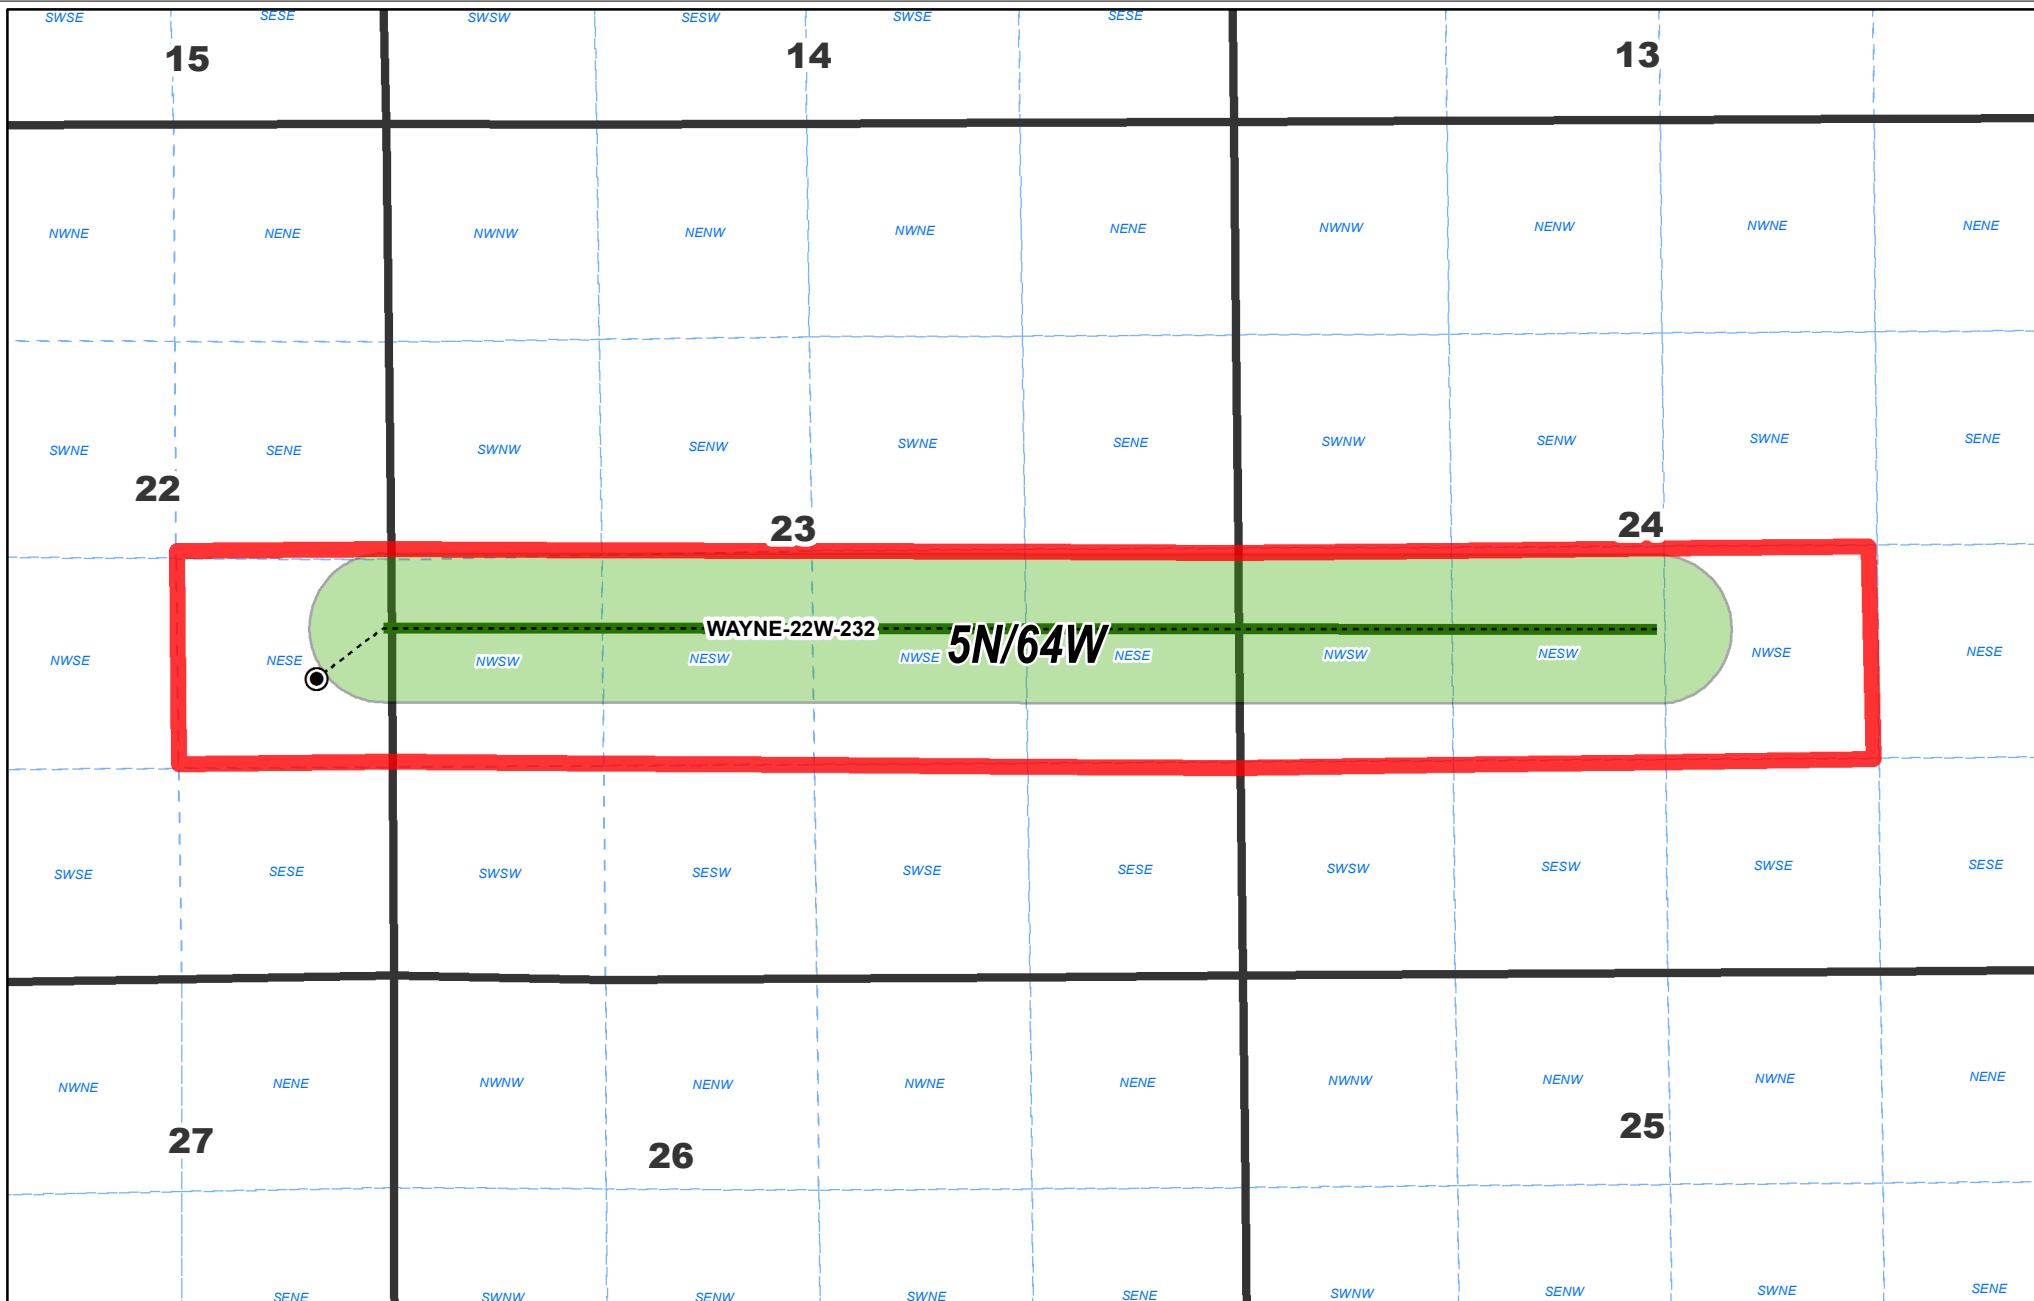 SWSE SESE SWSW SESW SWSE SESE
15 14 13
NWNE NENE NWNW NENW NWNE NENE NWNW NENW NWNE NENE
SWNE SENE SWNW SENW SWNE SENE SWNW SENW SWNE SENE
22 23 24
WAYNE-22W-232
5N/64W
NWSE NESE NWSW NESW NWSE NESE NWSW NESW NWSE NESE
SWSE SESE SWSW SESW SWSE SESE SWSW SESW SWSE SESE
NWNE NENE NWNW NENW NWNE NENE NWNW NENW NWNE NENE
27 26 25
SENE SWNW SENW SWNE SENE SWNW SENW SWNE SENE